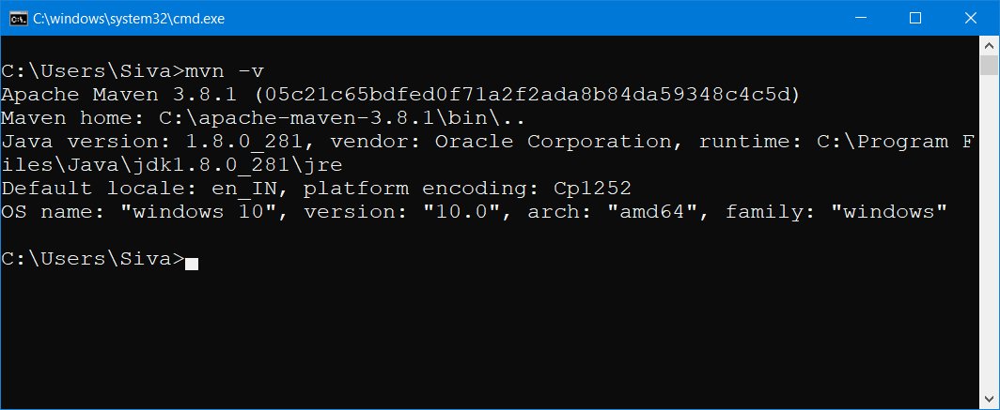 C:\windows\system32\cmd.exe
C:\Users\Siva>mvn -v
Apache Maven 3.8.1 (05c21c65bdfed0f71a2f2ada8b84da59348c4c5d)
Maven home: C:\apache-maven-3.8.1\bin\..
Java version: 1.8.0_281, vendor: Oracle Corporation, runtime: C:\Program F
iles\Java\jdk1.8.0_281\jre
Default locale: en_IN, platform encoding: Cp1252
OS name: "windows 10", version: "10.0", arch: "amd64", family: "windows"
C:\Users\Siva>